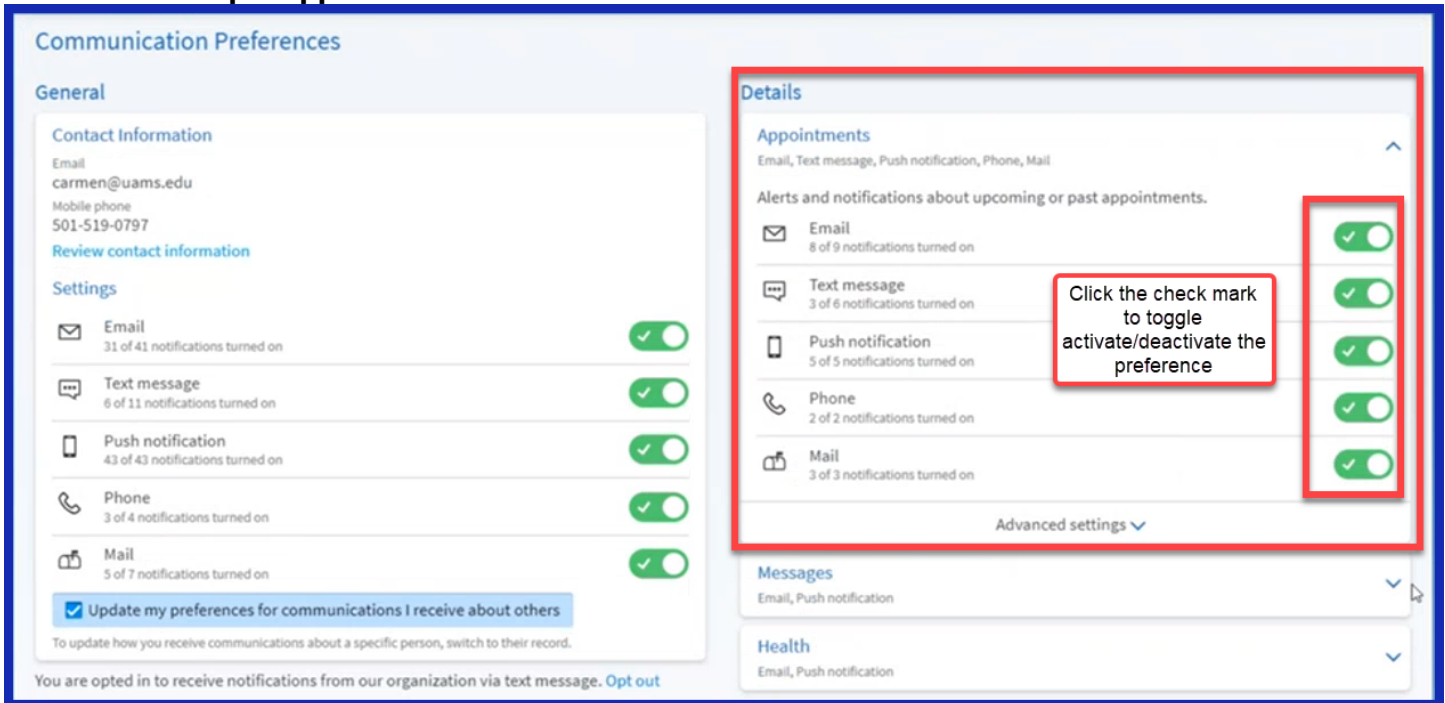 Communication Preferences
General
Contact Information
Email
carmen@uams.edu
Mobile phone
501-519-0797
Review contact information
Settings
Email
31 of 41 notifications turned on
Text message
6 of 11 notifications turned on
Push notification
43 of 43 notifications turned on
Phone
3 of 4 notifications turned on
Mail
5 of 7 notifications turned on
Update my preferences for communications I receive about others
To update how you receive communications about a specific person, switch to their record.
You are opted in to receive notifications from our organization via text message. Opt out
Details
Appointments
Email, Text message, Push notification, Phone, Mail
Alerts and notifications about upcoming or past appointments.
Email
8 of 9 notifications turned on
Text message
3 of 6 notifications turned on
Push notification
5 of 5 notifications turned on
Phone
2 of 2 notifications turned on
Mail
3 of 3 notifications turned on
Click the check mark
to toggle
activate/deactivate the
preference
Advanced settings
Messages
Email, Push notification
Health
Email, Push notification